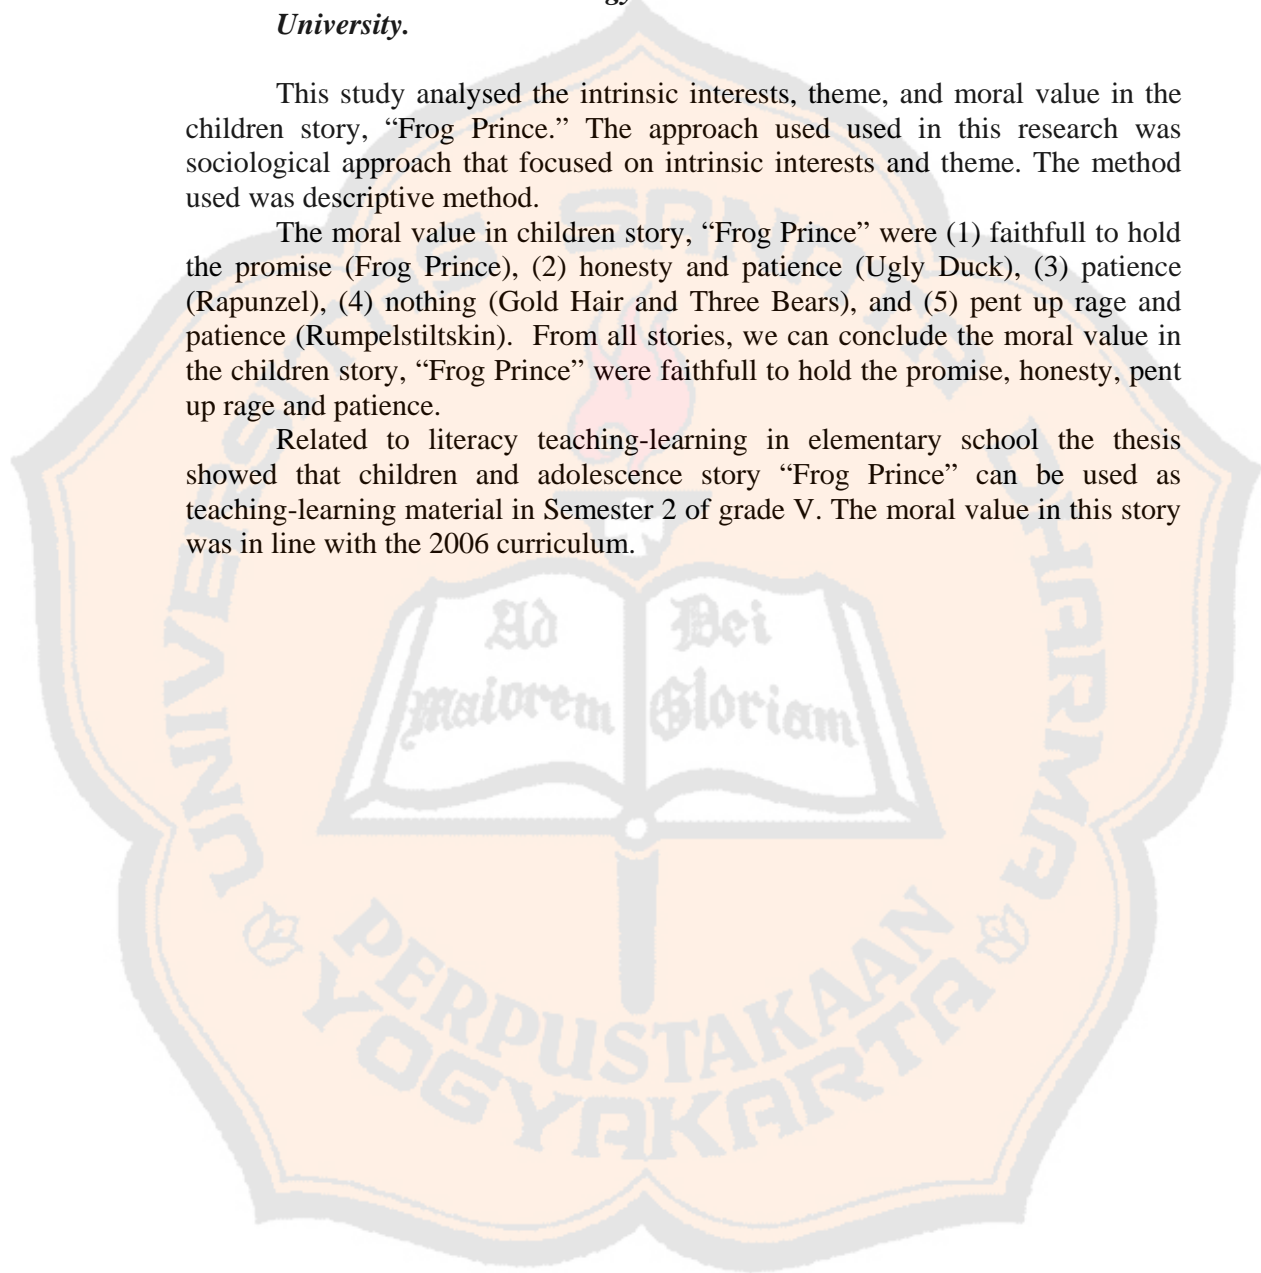 University.
This study analysed the intrinsic interests, theme, and moral value in the
children story, “Frog Prince.” The approach used used in this research was
sociological approach that focused on intrinsic interests and theme. The method
used was descriptive method.
The moral value in children story, “Frog Prince” were (1) faithfull to hold
the promise (Frog Prince), (2) honesty and patience (Ugly Duck), (3) patience
(Rapunzel), (4) nothing (Gold Hair and Three Bears), and (5) pent up rage and
patience (Rumpelstiltskin). From all stories, we can conclude the moral value in
the children story, “Frog Prince” were faithfull to hold the promise, honesty, pent
up rage and patience.
Related to literacy teaching-learning in elementary school the thesis
showed that children and adolescence story “Frog Prince” can be used as
teaching-learning material in Semester 2 of grade V. The moral value in this story
was in line with the 2006 curriculum.
UNIVERSITAS SANATA DHARMA
Ad Dei
maiorem Gloriam
PERPUSTAKAAN
YOGYAKARTA